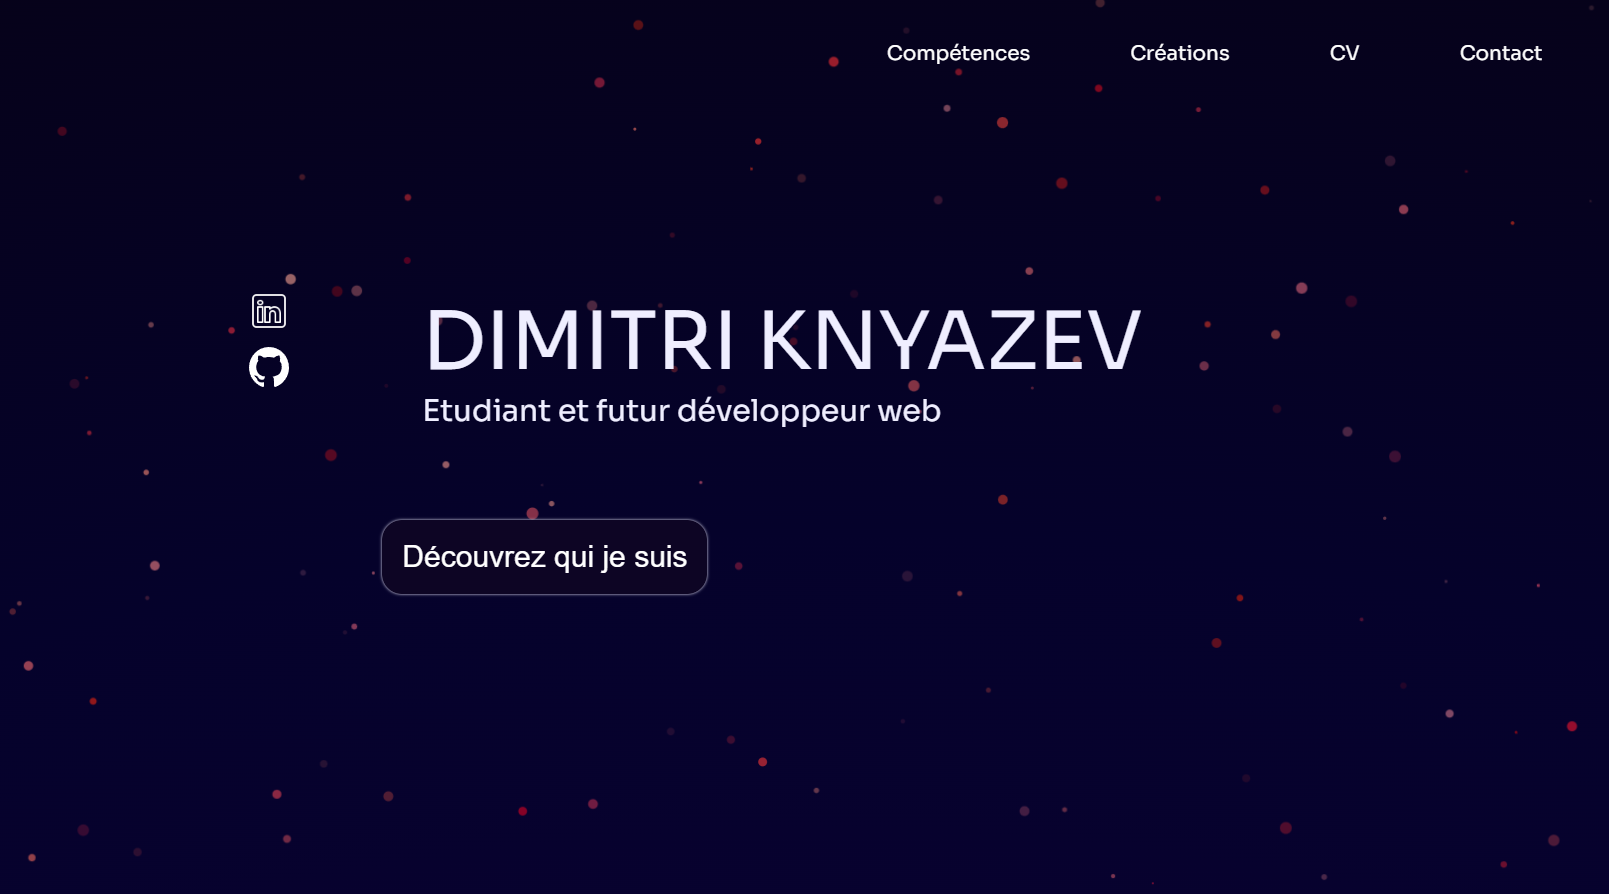 Compétences Créations CV Contact
in
DIMITRI KNYAZEV
Etudiant et futur développeur web
Découvrez qui je suis